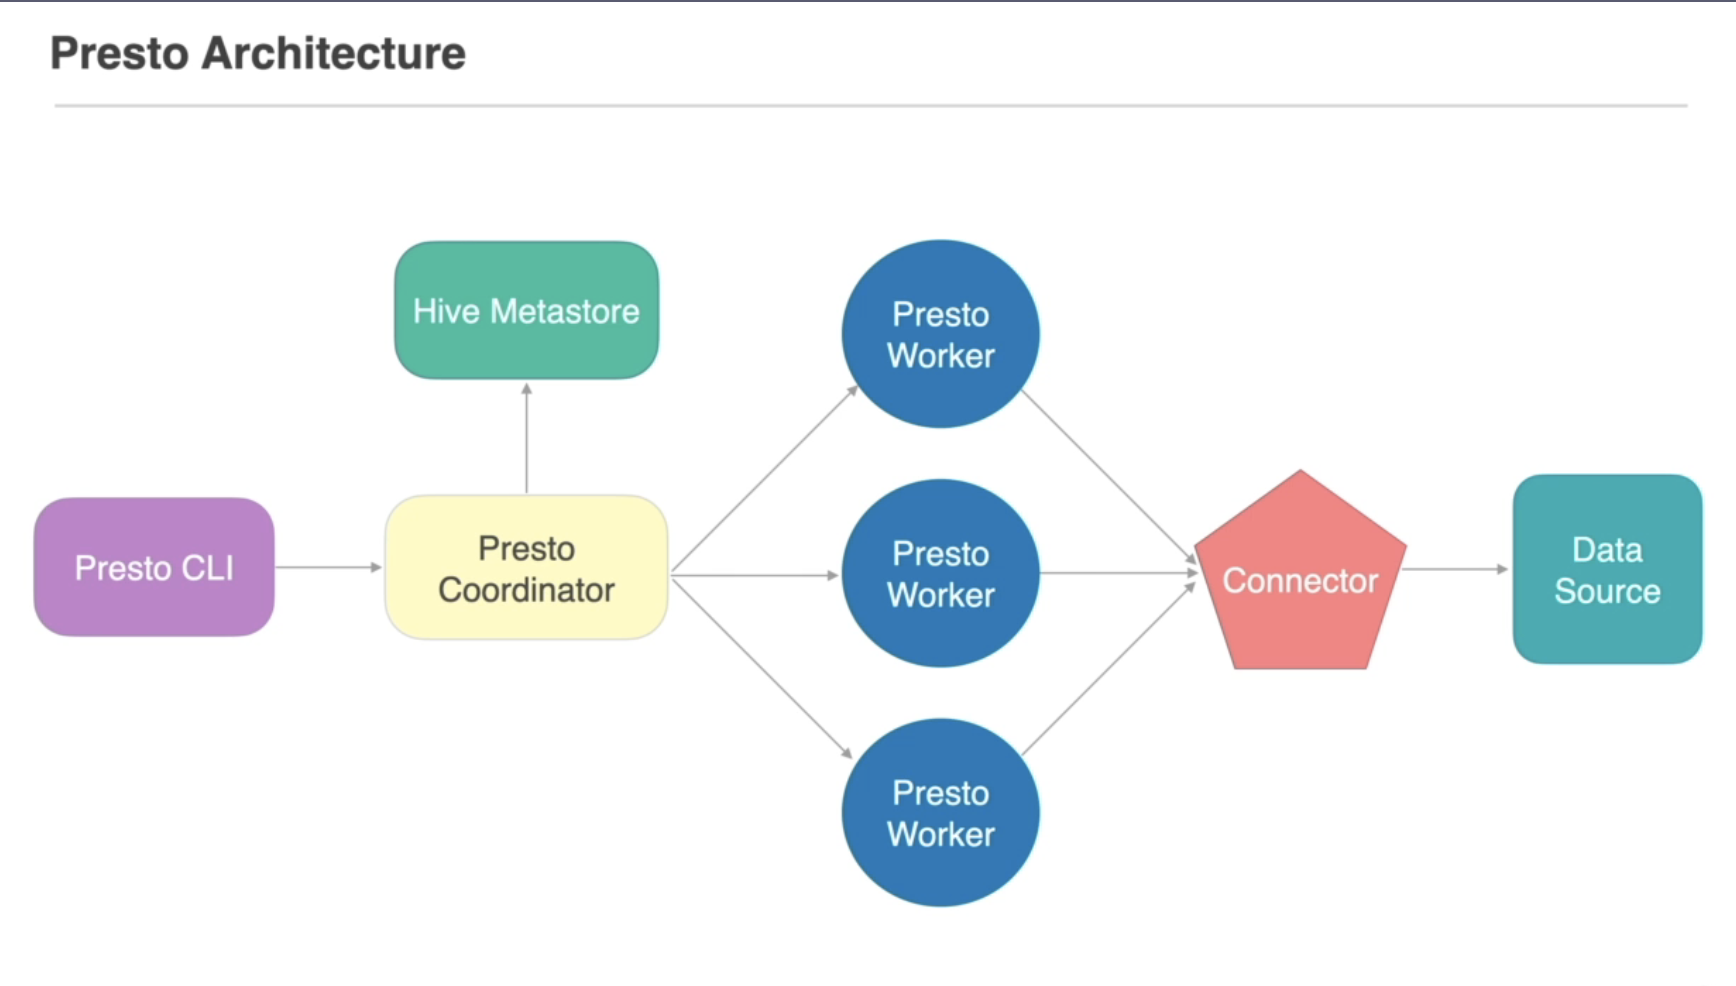 Presto Architecture
Hive Metastore
Presto
Worker
Presto CLI
Presto
Coordinator
Presto
Worker
Connector
Data
Source
Presto
Worker